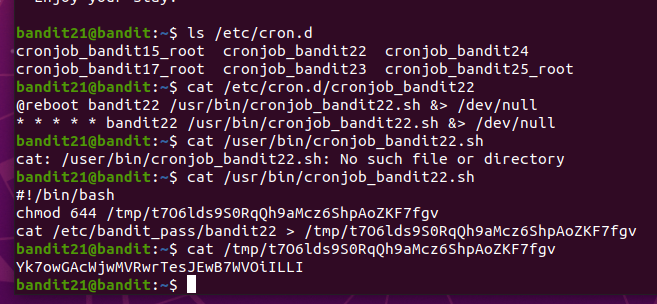 Enjoy your stay!
bandit21@bandit:~$ ls /etc/cron.d
cronjob_bandit15_root  cronjob_bandit22  cronjob_bandit24
cronjob_bandit17_root  cronjob_bandit23  cronjob_bandit25_root
bandit21@bandit:~$ cat /etc/cron.d/cronjob_bandit22
@reboot bandit22 /usr/bin/cronjob_bandit22.sh &> /dev/null
* * * * * bandit22 /usr/bin/cronjob_bandit22.sh &> /dev/null
bandit21@bandit:~$ cat /user/bin/cronjob_bandit22.sh
cat: /user/bin/cronjob_bandit22.sh: No such file or directory
bandit21@bandit:~$ cat /usr/bin/cronjob_bandit22.sh
#!/bin/bash
chmod 644 /tmp/t7O6lds9S0RqQh9aMcz6ShpAoZKF7fgv
cat /etc/bandit_pass/bandit22 > /tmp/t7O6lds9S0RqQh9aMcz6ShpAoZKF7fgv
bandit21@bandit:~$ cat /tmp/t7O6lds9S0RqQh9aMcz6ShpAoZKF7fgv
Yk7owGAcWjwMVRwrTesJEwB7WVOiILLI
bandit21@bandit:~$